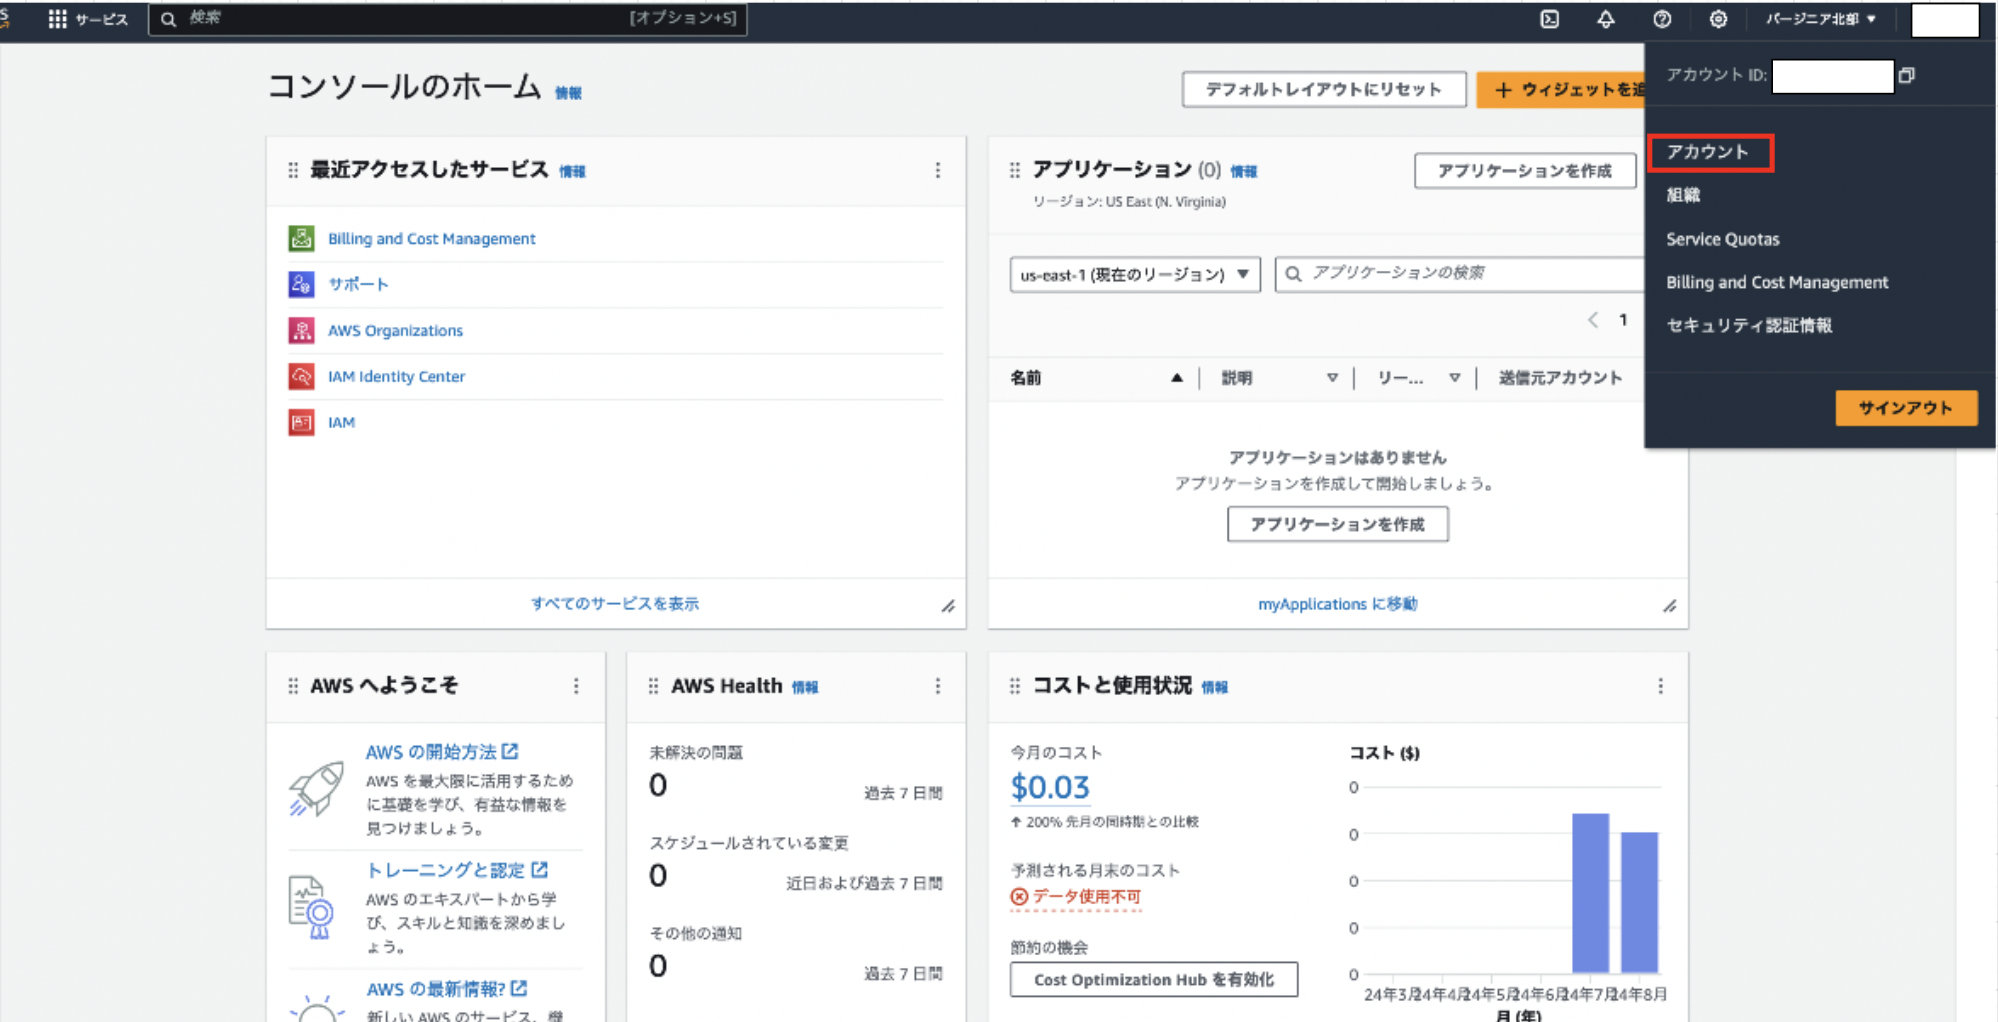 サービス
検索
[オプション+S]
バージニア北部 ▼
コンソールのホーム 情報
デフォルトレイアウトにリセット
+ ウィジェットを追
アカウント ID:
アカウント
組織
Service Quotas
Billing and Cost Management
セキュリティ認証情報
サインアウト
最近アクセスしたサービス 情報
Billing and Cost Management
サポート
AWS Organizations
IAM Identity Center
IAM
すべてのサービスを表示
アプリケーション (0) 情報
アプリケーションを作成
リージョン: US East (N. Virginia)
us-east-1 (現在のリージョン) ▼
アプリケーションの検索
1
名前
説明
リー...
送信元アカウント
アプリケーションはありません
アプリケーションを作成して開始しましょう。
アプリケーションを作成
myApplications に移動
AWS へようこそ
AWS の開始方法
AWS を最大限に活用するため
に基礎を学び、有益な情報を
見つけましょう。
トレーニングと認定
AWS のエキスパートから学
び、スキルと知識を深めまし
ょう。
AWS の最新情報?
新しい AWS のサービス、機
AWS Health 情報
未解決の問題
0
過去 7 日間
スケジュールされている変更
0
近日および過去 7 日間
その他の通知
0
過去 7 日間
コストと使用状況 情報
今月のコスト
$0.03
↑ 200% 先月の同時期との比較
予測される月末のコスト
データ使用不可
節約の機会
Cost Optimization Hub を有効化
コスト ($)
0
0
0
0
0
24年3月 24年4月 24年5月 24年6月 24年7月 24年8月
月 (年)